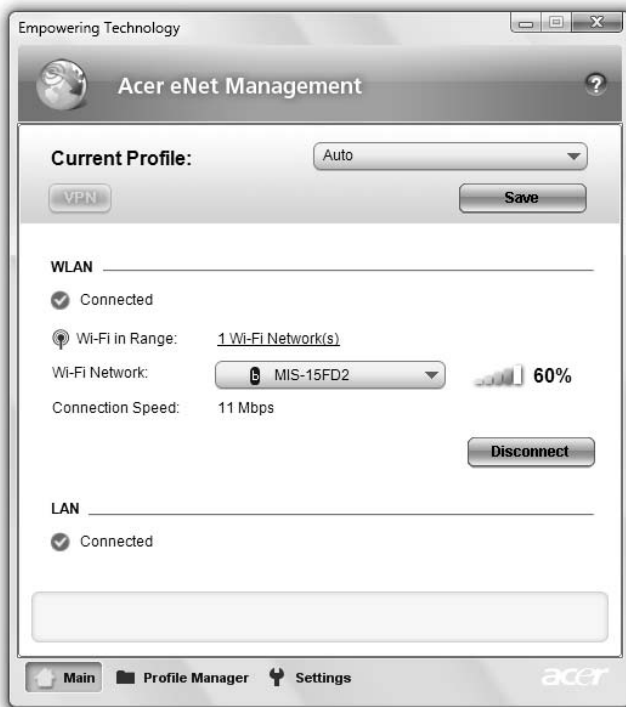 Empowering Technology
Acer eNet Management
?
Current Profile: Auto
VPN Save
WLAN
Connected
Wi-Fi in Range: 1 Wi-Fi Network(s)
Wi-Fi Network: b MIS-15FD2 60%
Connection Speed: 11 Mbps
Disconnect
LAN
Connected
Main Profile Manager Settings acer